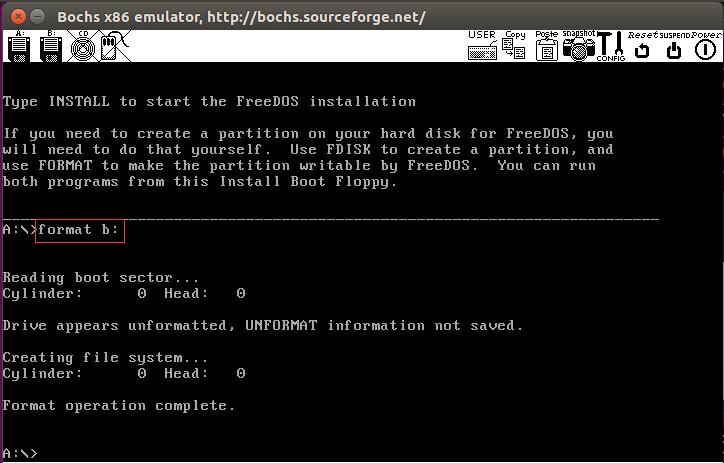 Bochs x86 emulator, http://bochs.sourceforge.net/
A: B: CD USER Copy Paste snapshot CONFIG Reset SUSPEND Power
Type INSTALL to start the FreeDOS installation
If you need to create a partition on your hard disk for FreeDOS, you
will need to do that yourself.  Use FDISK to create a partition, and
use FORMAT to make the partition writable by FreeDOS.  You can run
both programs from this Install Boot Floppy.
A:\>format b:
Reading boot sector...
Cylinder:      0  Head:   0
Drive appears unformatted, UNFORMAT information not saved.
Creating file system...
Cylinder:      0  Head:   0
Format operation complete.
A:\>